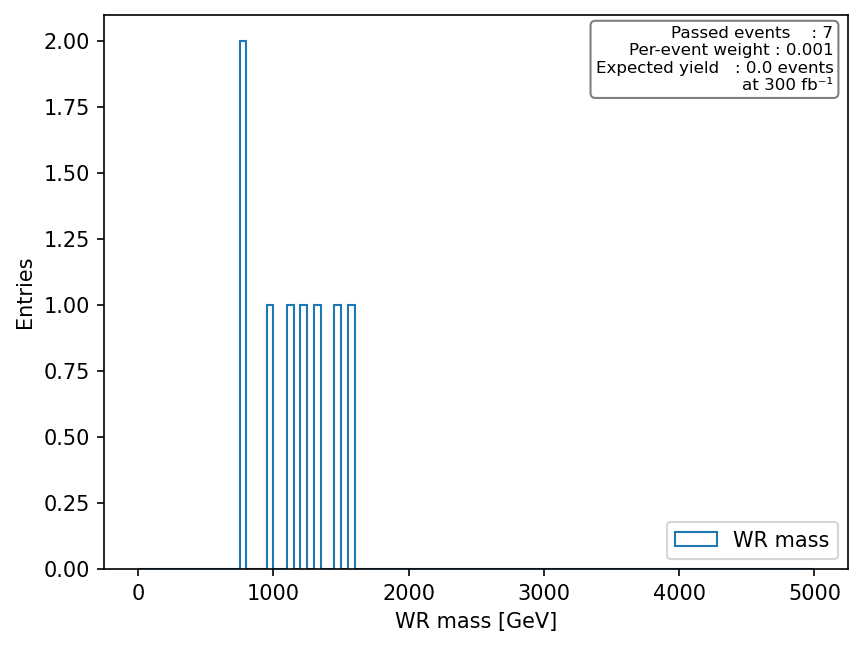 Passed events    : 7
Per-event weight : 0.001
Expected yield   : 0.0 events
at 300 fb⁻¹
2.00
1.75
1.50
1.25
1.00
0.75
0.50
0.25
0.00
Entries
WR mass
0 1000 2000 3000 4000 5000
WR mass [GeV]